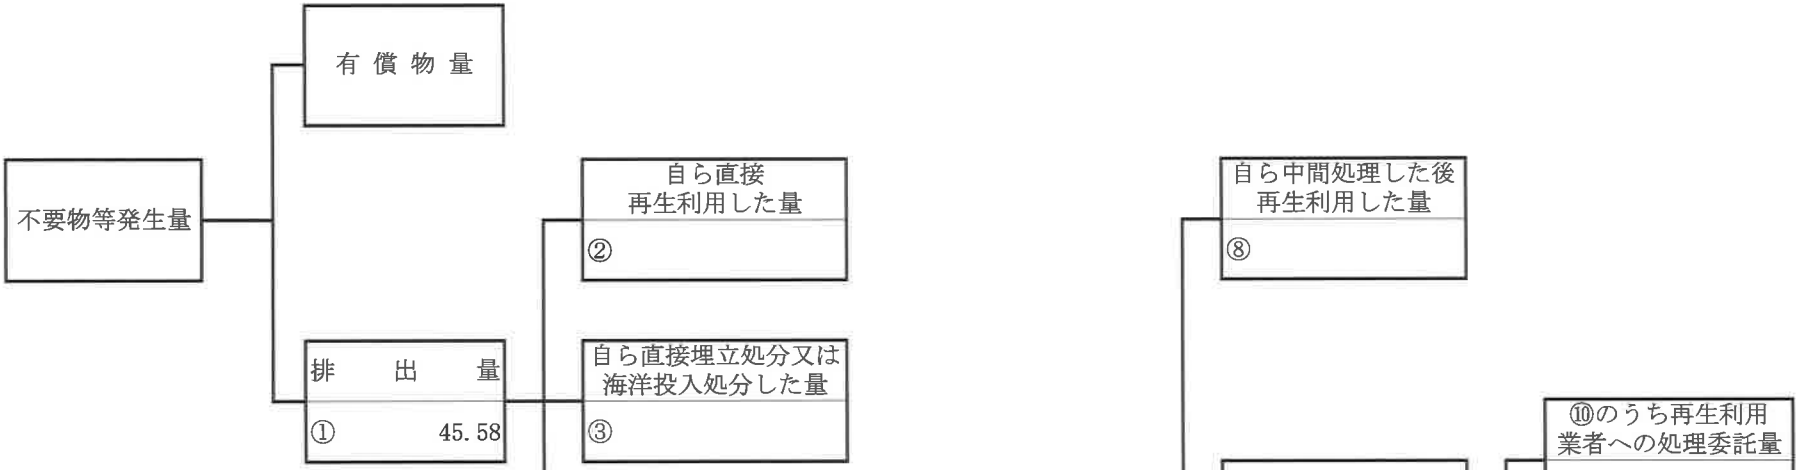 有償物量
不要物等発生量
自ら直接
再生利用した量
②
自ら中間処理した後
再生利用した量
⑧
排出量
① 45.58
自ら直接埋立処分又は
海洋投入処分した量
③
⑩のうち再生利用
業者への処理委託量